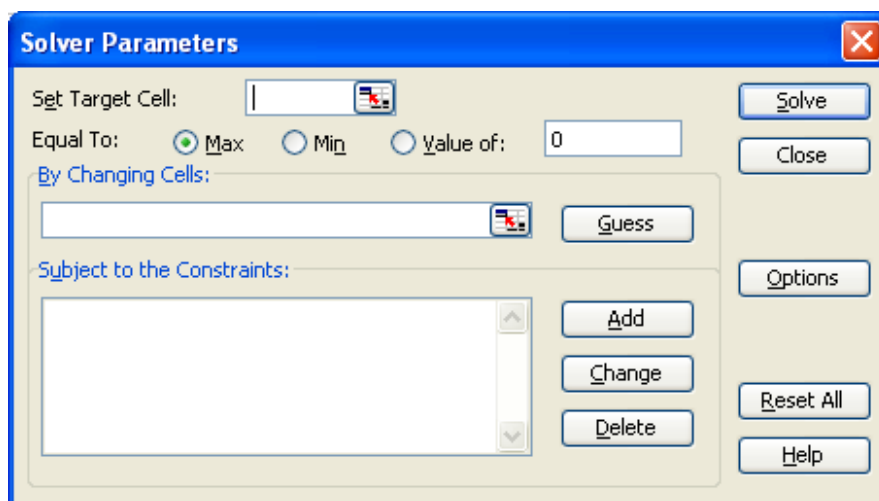 Solver Parameters
Set Target Cell:
Solve
Equal To: Max Min Value of: 0
Close
By Changing Cells:
Guess
Subject to the Constraints:
Options
Add
Change
Reset All
Delete
Help